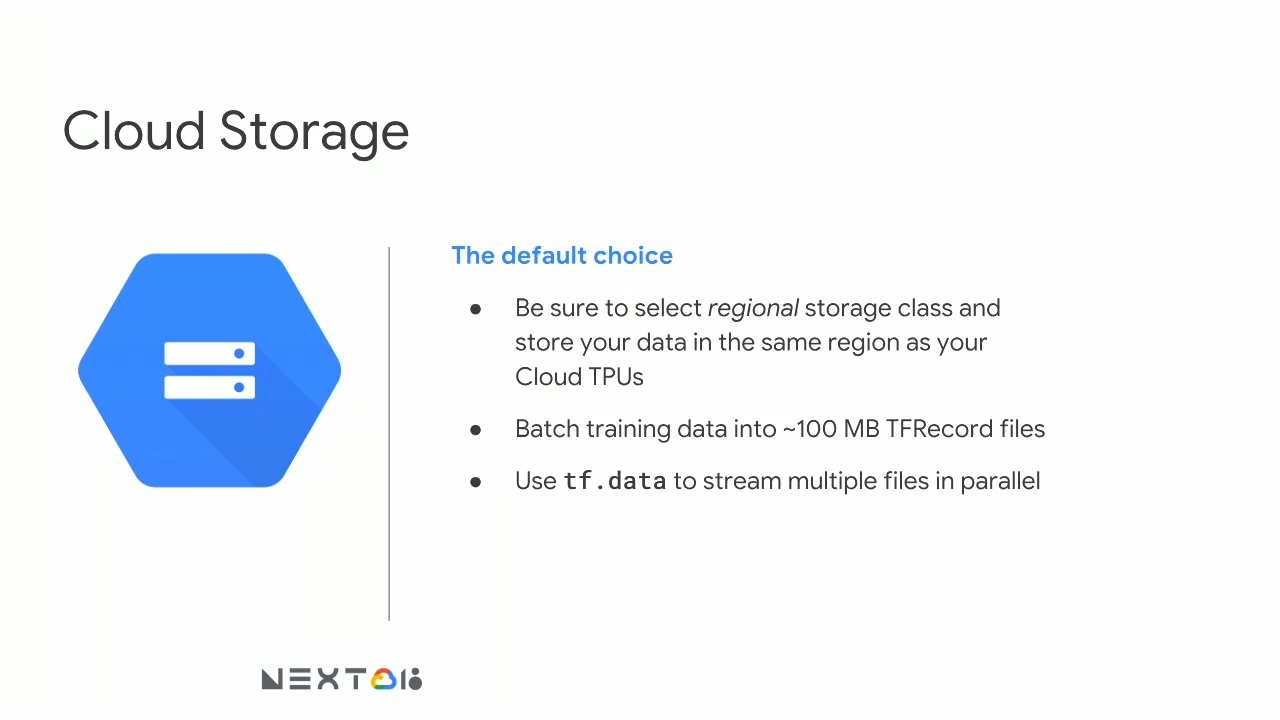 Cloud Storage
The default choice
● Be sure to select regional storage class and
store your data in the same region as your
Cloud TPUs
● Batch training data into ~100 MB TFRecord files
● Use tf.data to stream multiple files in parallel
NEXT 18